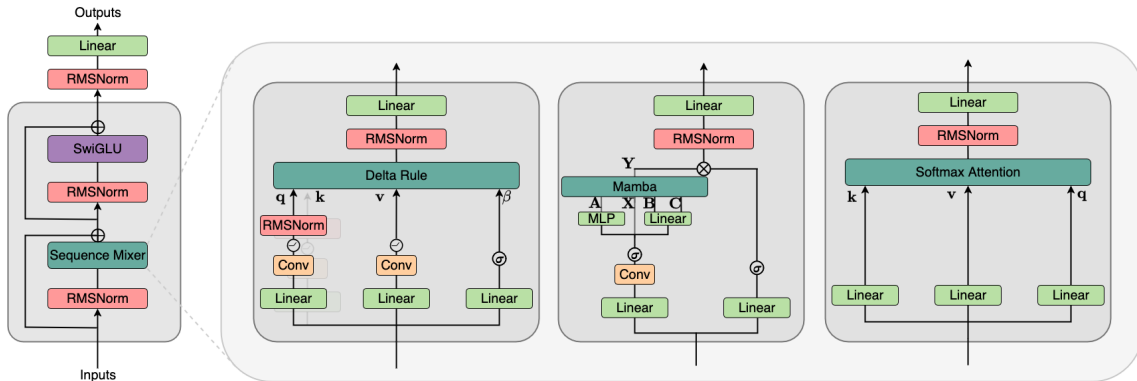 Outputs
Linear
RMSNorm
SwiGLU
RMSNorm
Sequence Mixer
RMSNorm
Inputs
Linear
RMSNorm
Delta Rule
q k v β
RMSNorm
Conv Conv
σ
Linear Linear Linear
Linear
RMSNorm
Y
Mamba
A X B C
MLP Linear
σ
σ
Conv
Linear Linear
Linear
RMSNorm
Softmax Attention
k v q
Linear Linear Linear